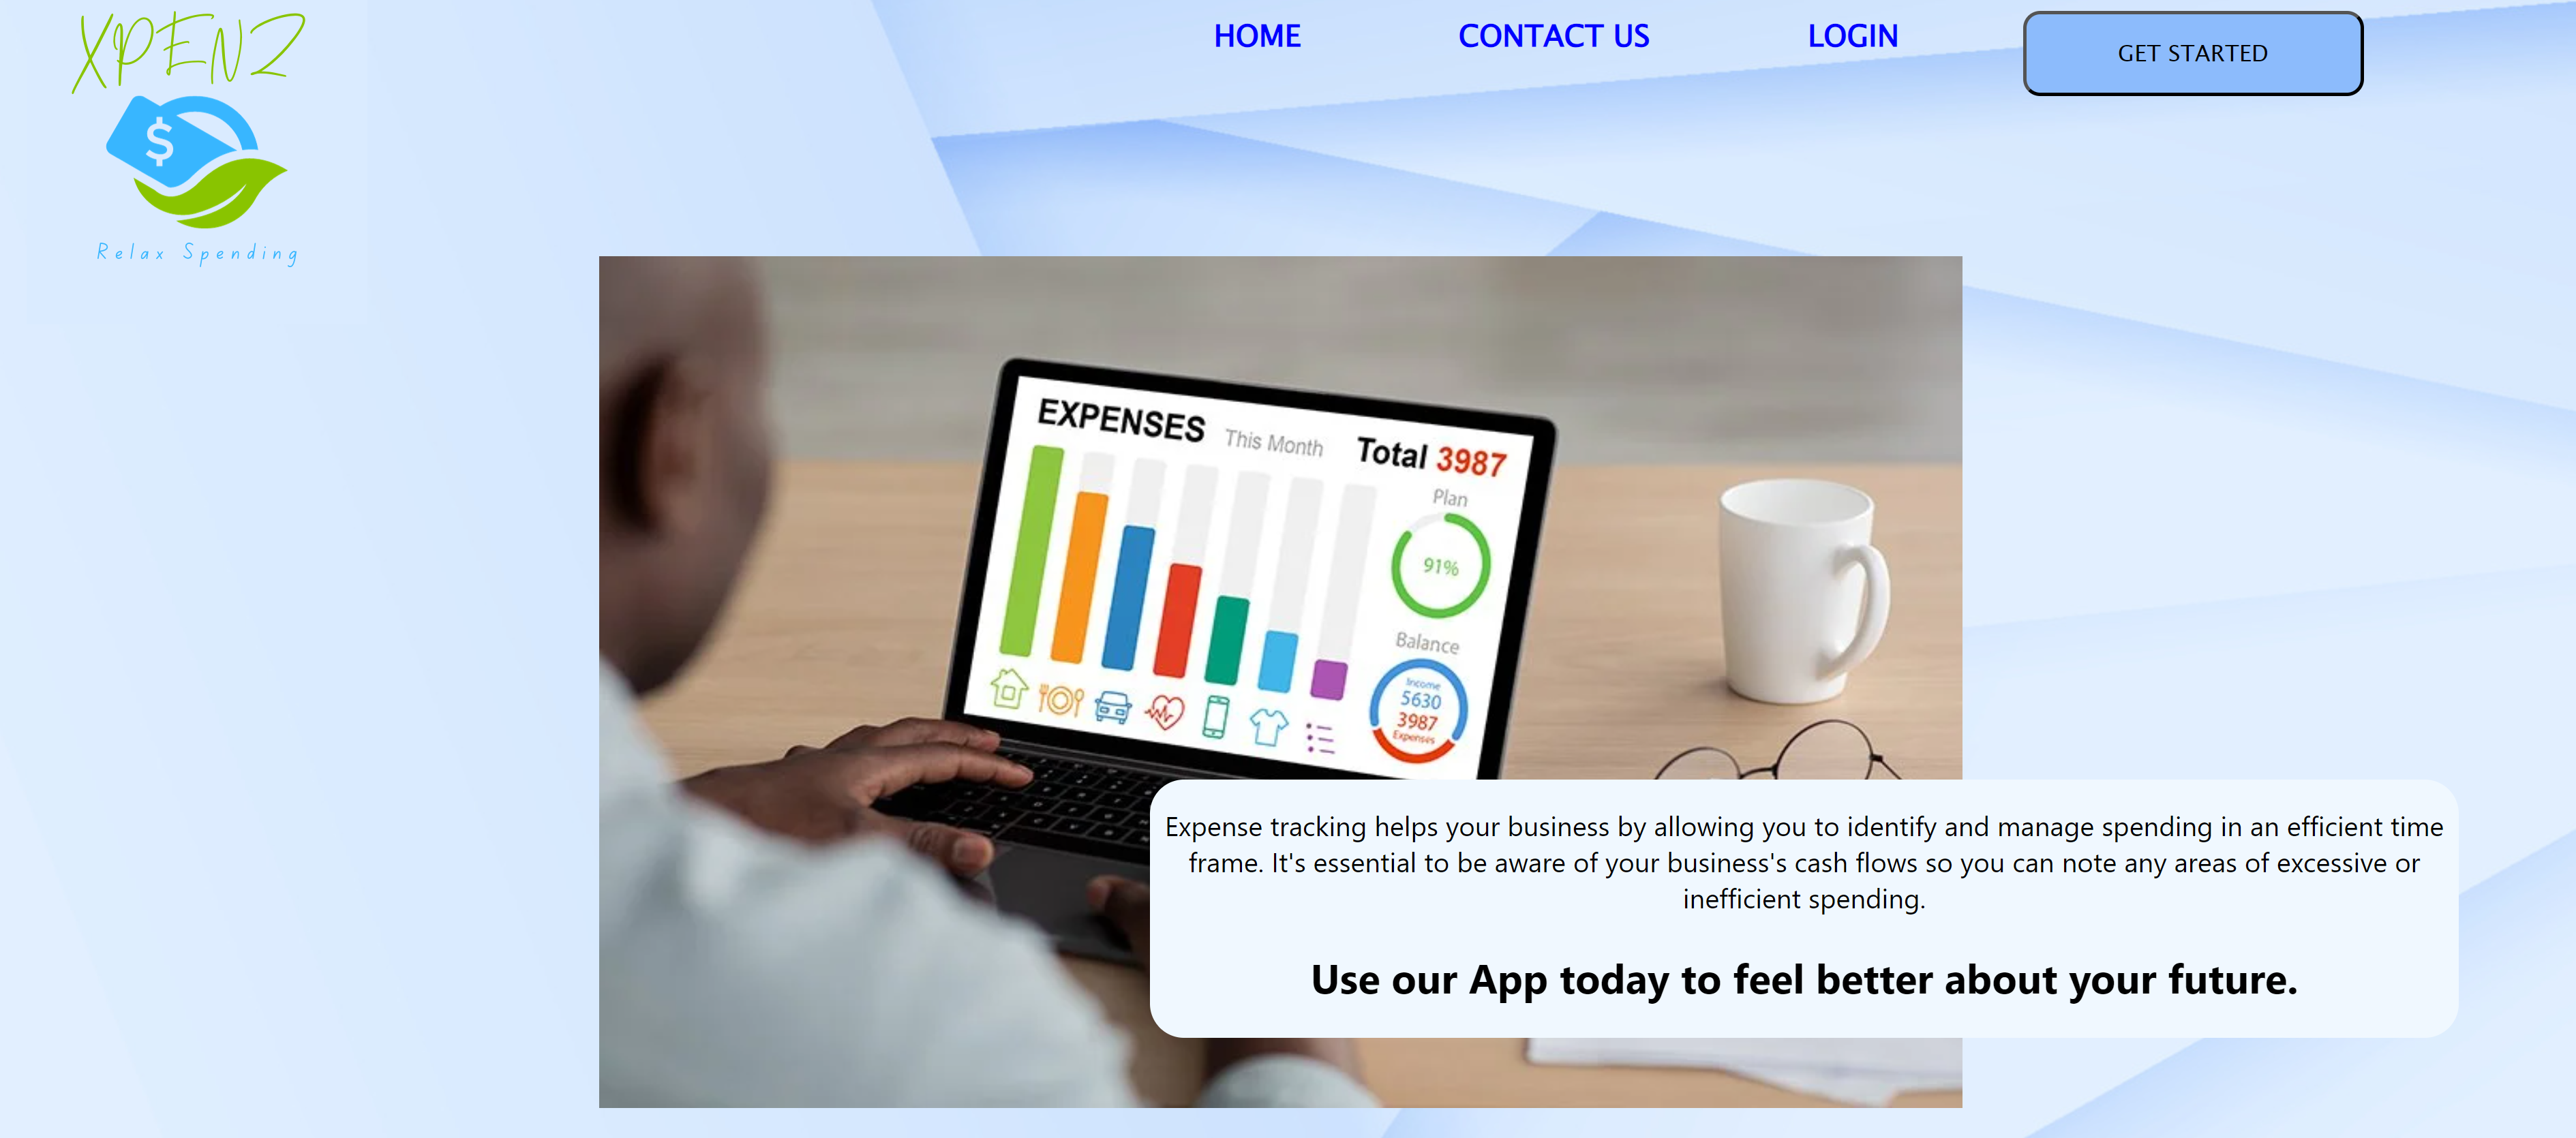 XPENZ
HOME
CONTACT US
LOGIN
GET STARTED
$
Relax Spending
EXPENSES This Month Total 3987
Plan
91%
Balance
Income
5630
3987
Expenses
Expense tracking helps your business by allowing you to identify and manage spending in an efficient time
frame. It's essential to be aware of your business's cash flows so you can note any areas of excessive or
inefficient spending.
Use our App today to feel better about your future.